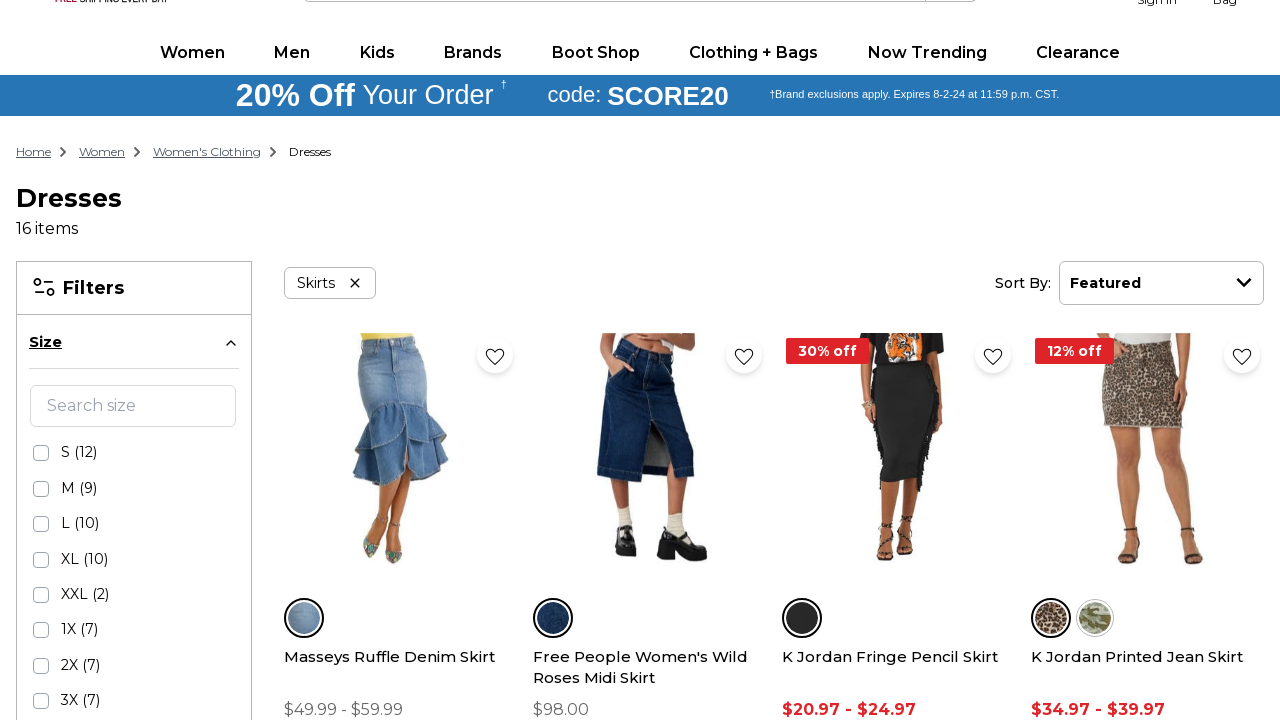 FREE SHIPPING EVERY DAY
Sign In
Bag
Women
Men
Kids
Brands
Boot Shop
Clothing + Bags
Now Trending
Clearance
20% Off Your Order †
code: SCORE20
†Brand exclusions apply. Expires 8-2-24 at 11:59 p.m. CST.
Home
Women
Women's Clothing
Dresses
Dresses
16 items
Filters
Skirts
Sort By:
Featured
Size
Search size
S (12)
M (9)
L (10)
XL (10)
XXL (2)
1X (7)
2X (7)
3X (7)
30% off
12% off
Masseys Ruffle Denim Skirt
$49.99 - $59.99
Free People Women's Wild
Roses Midi Skirt
$98.00
K Jordan Fringe Pencil Skirt
$20.97 - $24.97
K Jordan Printed Jean Skirt
$34.97 - $39.97